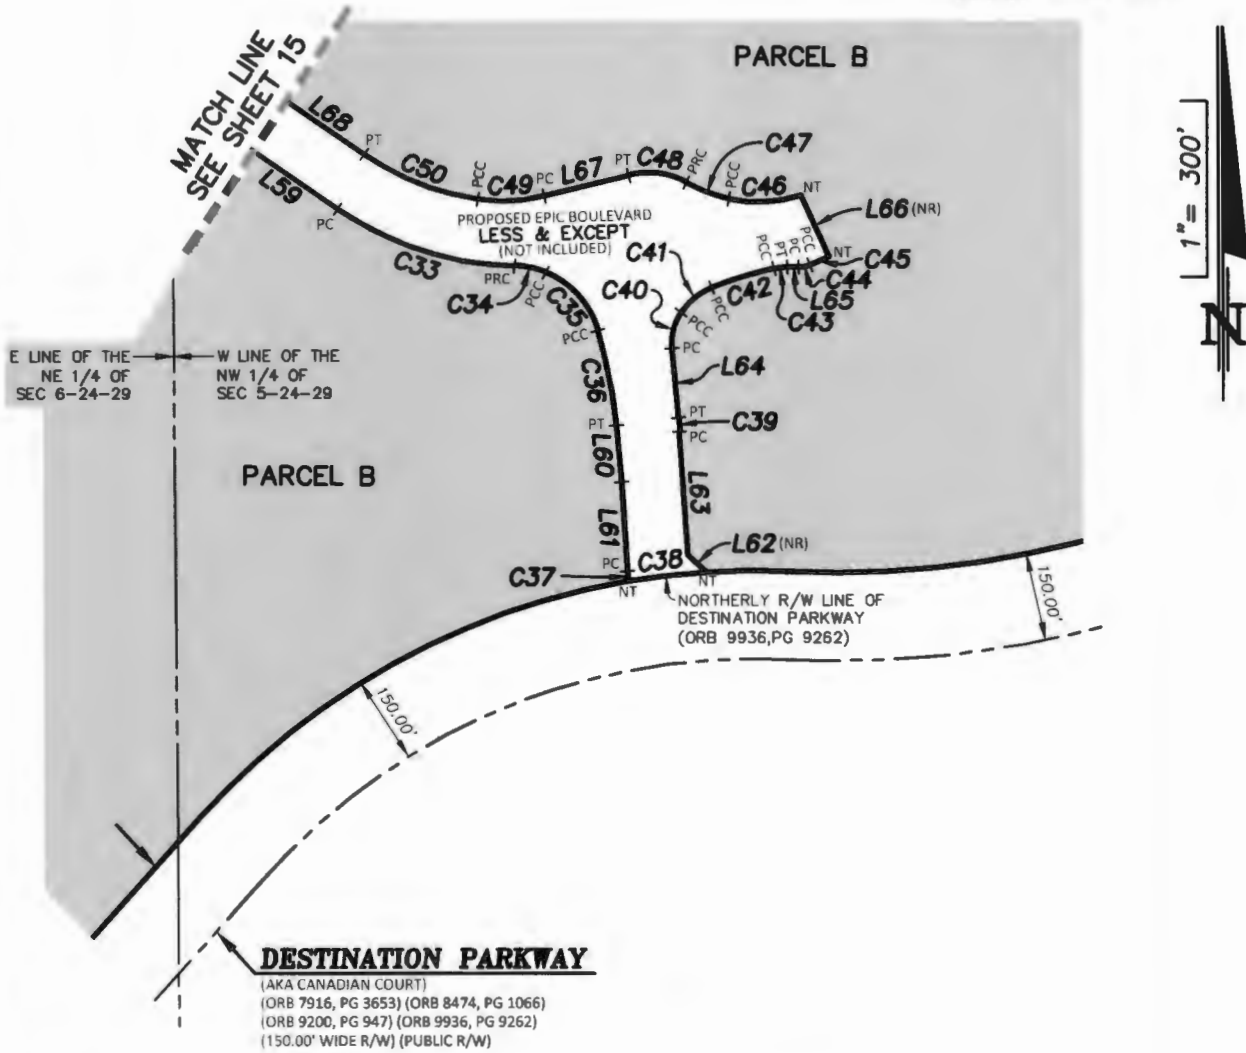 PARCEL B
MATCH LINE
SEE SHEET 15
1"= 300'
N
L68
PT
C50
PCC
C49
PC
L67
PT
C48
PRC
C47
PCC
C46
NT
L66 (NR)
L59
PC
C33
PRC
C34
PCC
C35
PCC
PROPOSED EPIC BOULEVARD
LESS & EXCEPT
(NOT INCLUDED)
C41
C40
PCC
PCC
C42
PCC
PT
PC
PCC
NT
C45
C44
L65
C43
PC
L64
PT
C39
PC
C36
PT
L60
L61
L63
E LINE OF THE
NE 1/4 OF
SEC 6-24-29
W LINE OF THE
NW 1/4 OF
SEC 5-24-29
PARCEL B
PC
C37
NT
C38
L62 (NR)
NT
NORTHERLY R/W LINE OF
DESTINATION PARKWAY
(ORB 9936,PG 9262)
150.00'
150.00'
DESTINATION PARKWAY
(AKA CANADIAN COURT)
(ORB 7916, PG 3653) (ORB 8474, PG 1066)
(ORB 9200, PG 947) (ORB 9936, PG 9262)
(150.00' WIDE R/W) (PUBLIC R/W)